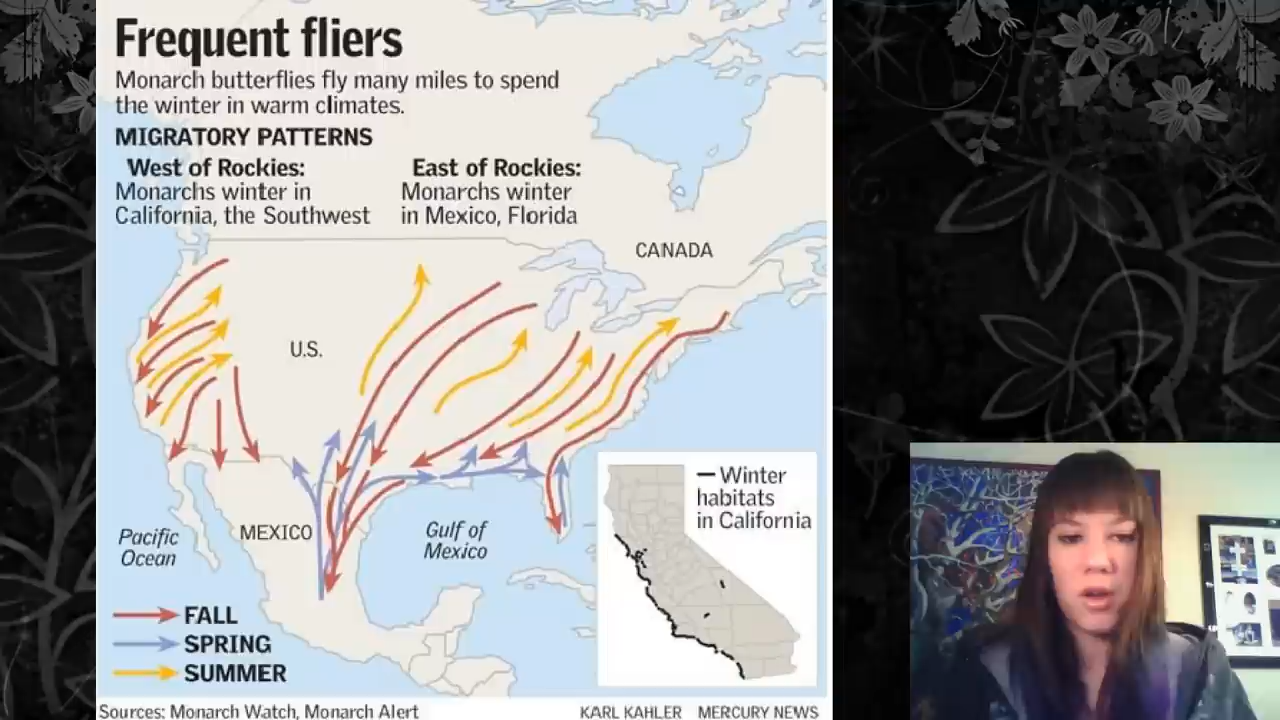 Frequent fliers
Monarch butterflies fly many miles to spend
the winter in warm climates.
MIGRATORY PATTERNS
West of Rockies:
Monarchs winter in
California, the Southwest
East of Rockies:
Monarchs winter
in Mexico, Florida
CANADA
U.S.
MEXICO
Pacific
Ocean
Gulf of
Mexico
Winter
habitats
in California
FALL
SPRING
SUMMER
Sources: Monarch Watch, Monarch Alert
KARL KAHLER MERCURY NEWS